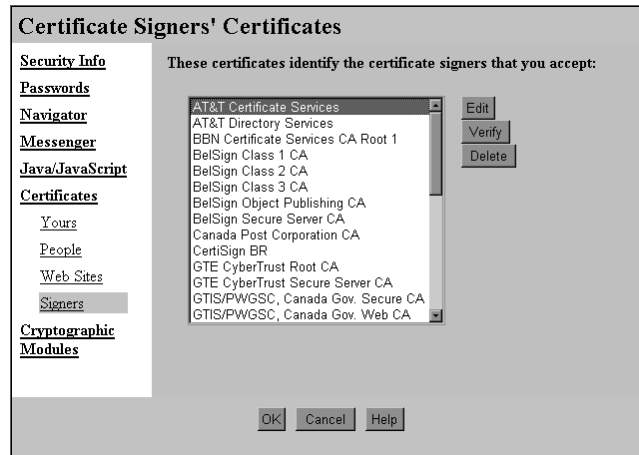 Certificate Signers' Certificates
Security Info
Passwords
Navigator
Messenger
Java/JavaScript
Certificates
Yours
People
Web Sites
Signers
Cryptographic
Modules
These certificates identify the certificate signers that you accept:
AT&T Certificate Services
AT&T Directory Services
BBN Certificate Services CA Root 1
BelSign Class 1 CA
BelSign Class 2 CA
BelSign Class 3 CA
BelSign Object Publishing CA
BelSign Secure Server CA
Canada Post Corporation CA
CertiSign BR
GTE CyberTrust Root CA
GTE CyberTrust Secure Server CA
GTIS/PWGSC, Canada Gov. Secure CA
GTIS/PWGSC, Canada Gov. Web CA
Edit
Verify
Delete
OK Cancel Help